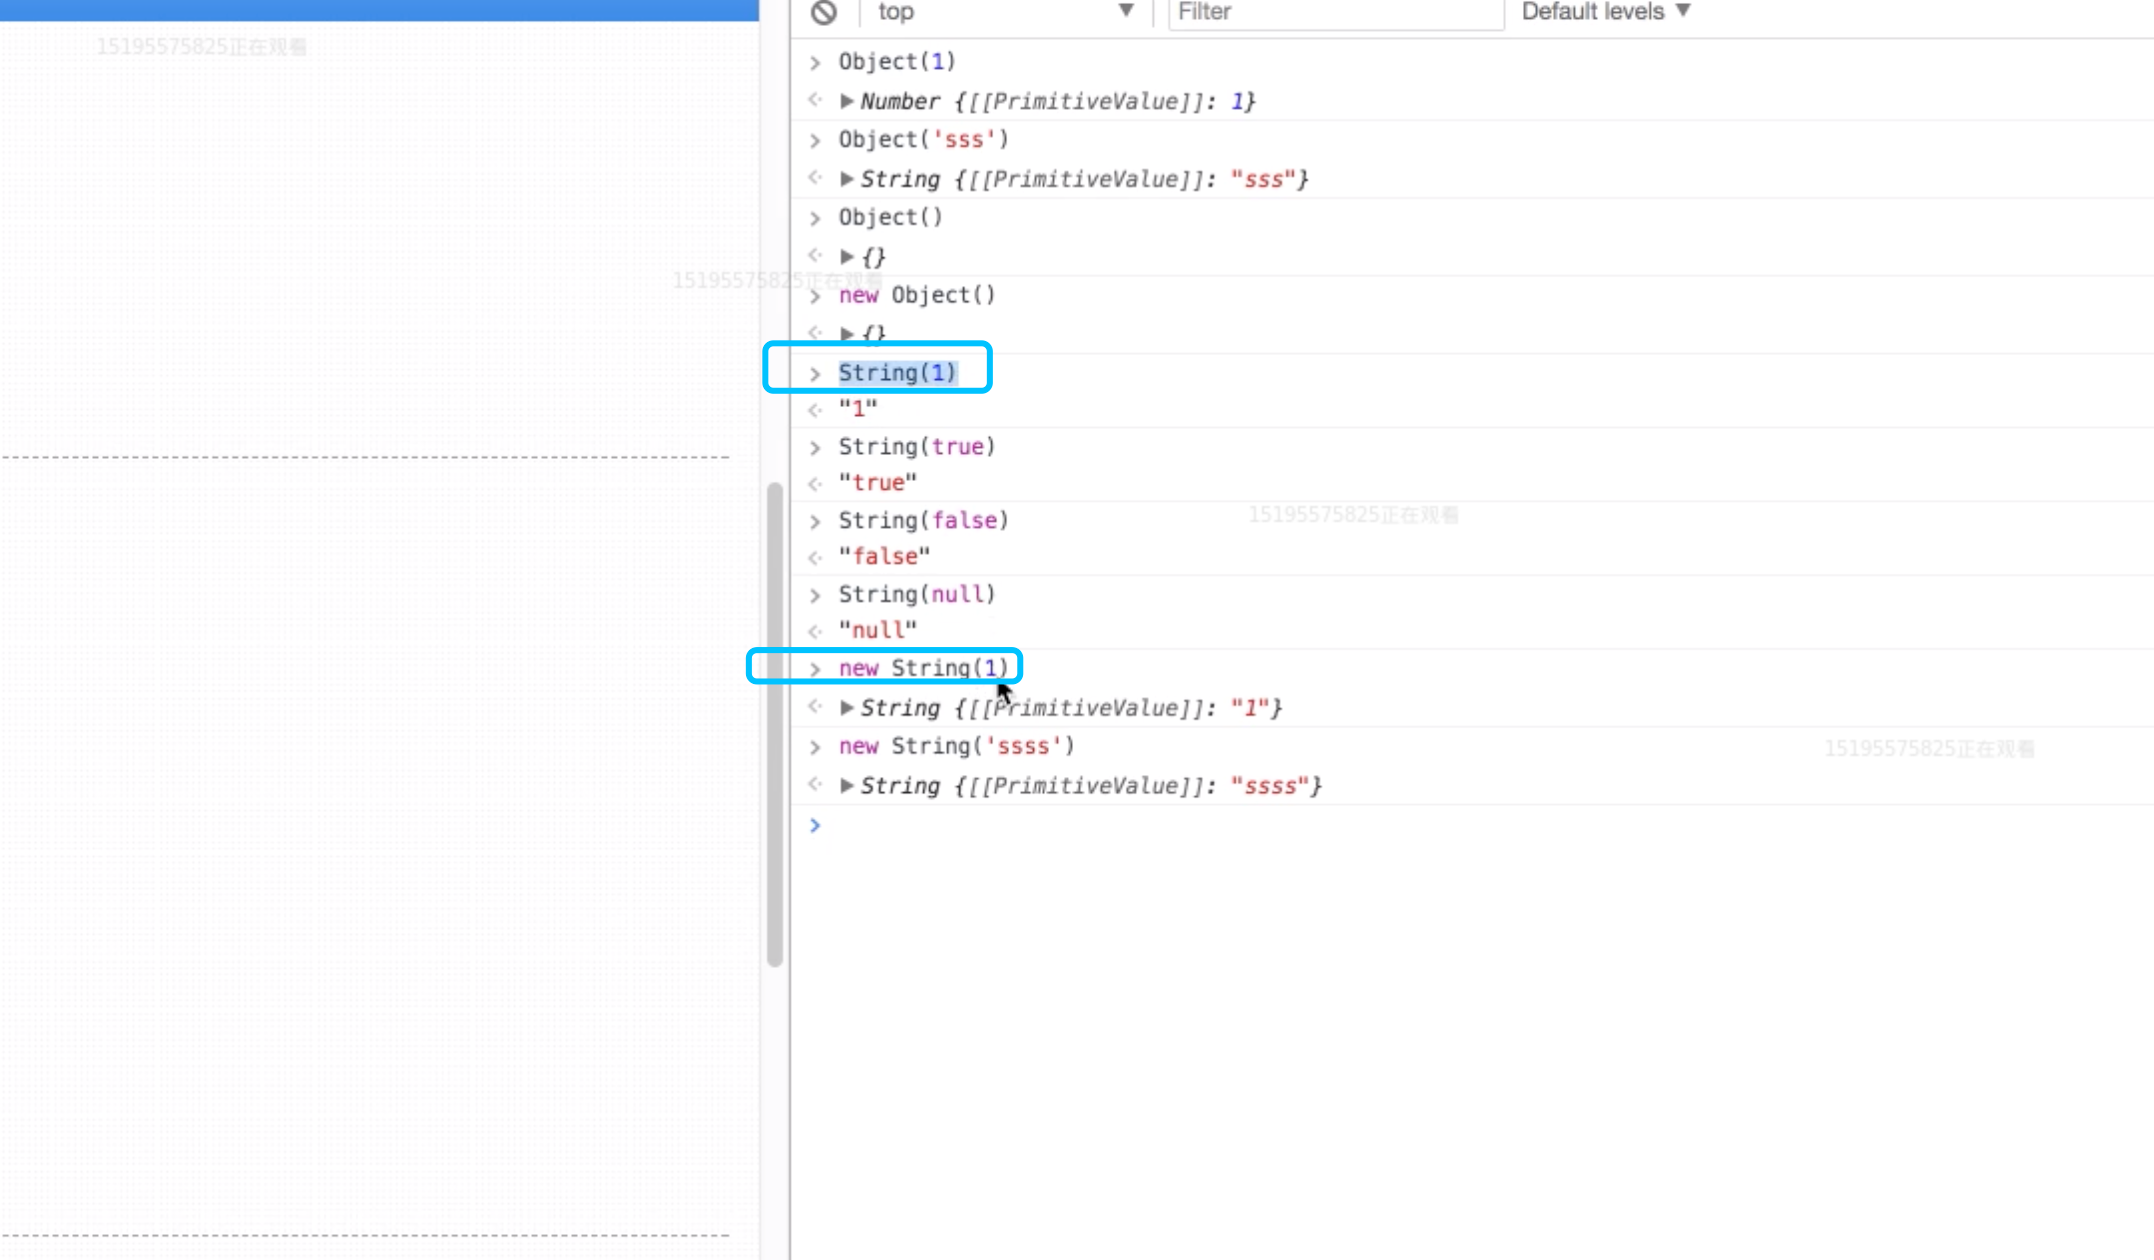 top Filter Default levels
15195575825正在观看
Object(1)
Number {[[PrimitiveValue]]: 1}
Object('sss')
String {[[PrimitiveValue]]: "sss"}
Object()
{}
15195575825正在观看
new Object()
{}
String(1)
"1"
String(true)
"true"
15195575825正在观看
String(false)
"false"
String(null)
"null"
new String(1)
String {[[PrimitiveValue]]: "1"}
new String('ssss')
15195575825正在观看
String {[[PrimitiveValue]]: "ssss"}